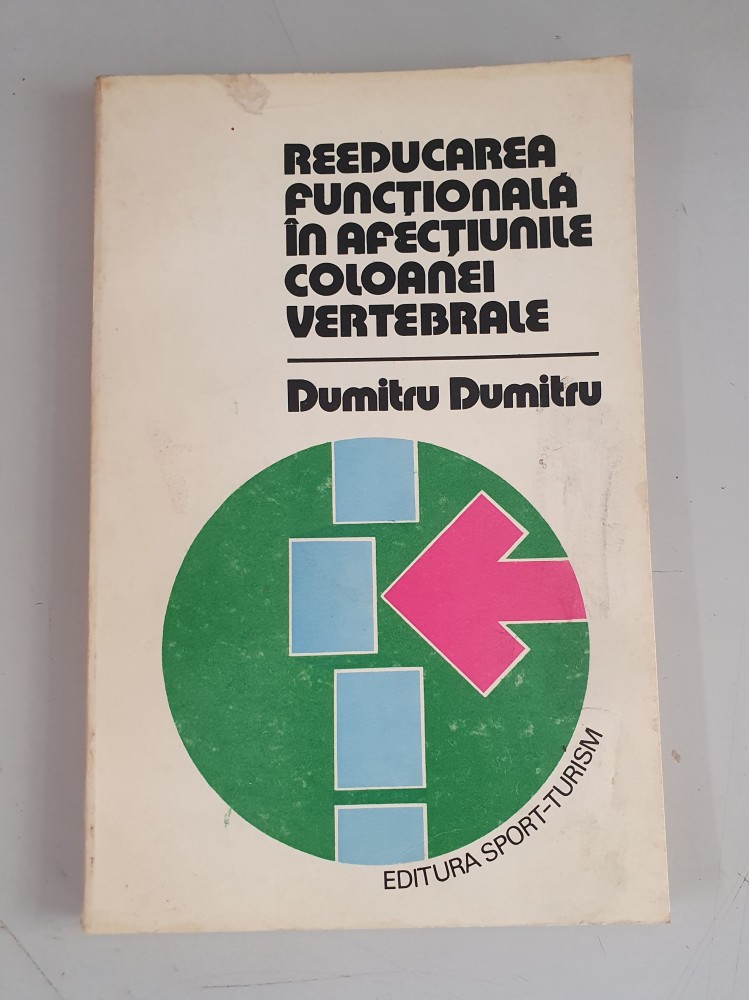 REEDUCAREA
FUNCȚIONALĂ
ÎN AFECȚIUNILE
COLOANEI
VERTEBRALE
Dumitru Dumitru
EDITURA SPORT-TURISM